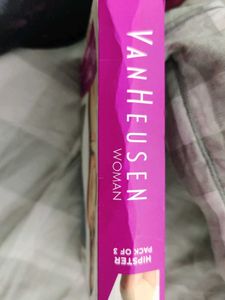 VANHEUSEN
WOMAN
HIPSTER
PACK OF 3